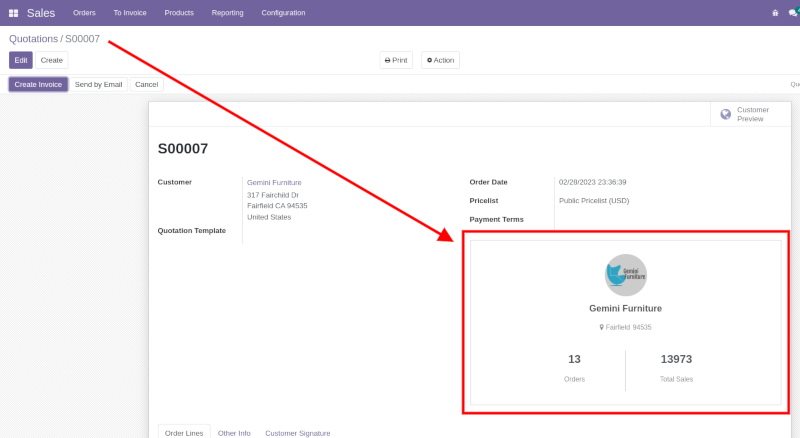 Sales Orders To Invoice Products Reporting Configuration
Quotations / S00007
Edit Create Print Action
Create Invoice Send by Email Cancel
Customer
Preview
S00007
Customer Gemini Furniture Order Date 02/28/2023 23:36:39
317 Fairchild Dr
Fairfield CA 94535 Pricelist Public Pricelist (USD)
United States Payment Terms
Quotation Template
Gemini
Furniture
Gemini Furniture
Fairfield 94535
13 13973
Orders Total Sales
Order Lines Other Info Customer Signature